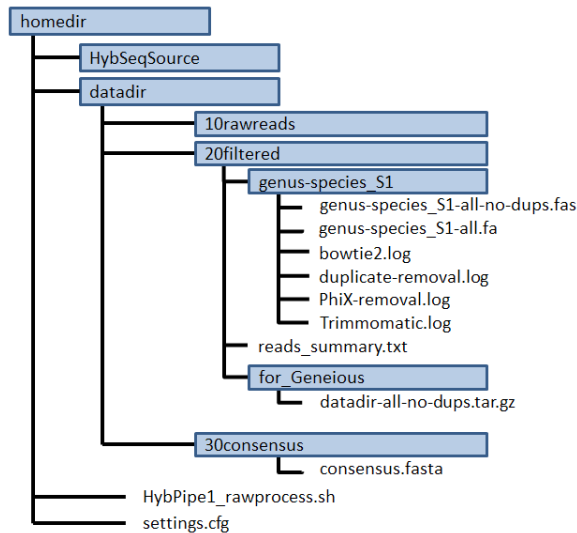 homedir
HybSeqSource
datadir
10rawreads
20filtered
genus-species_S1
genus-species_S1-all-no-dups.fas
genus-species_S1-all.fa
bowtie2.log
duplicate-removal.log
PhiX-removal.log
Trimmomatic.log
reads_summary.txt
for_Geneious
datadir-all-no-dups.tar.gz
30consensus
consensus.fasta
HybPipe1_rawprocess.sh
settings.cfg